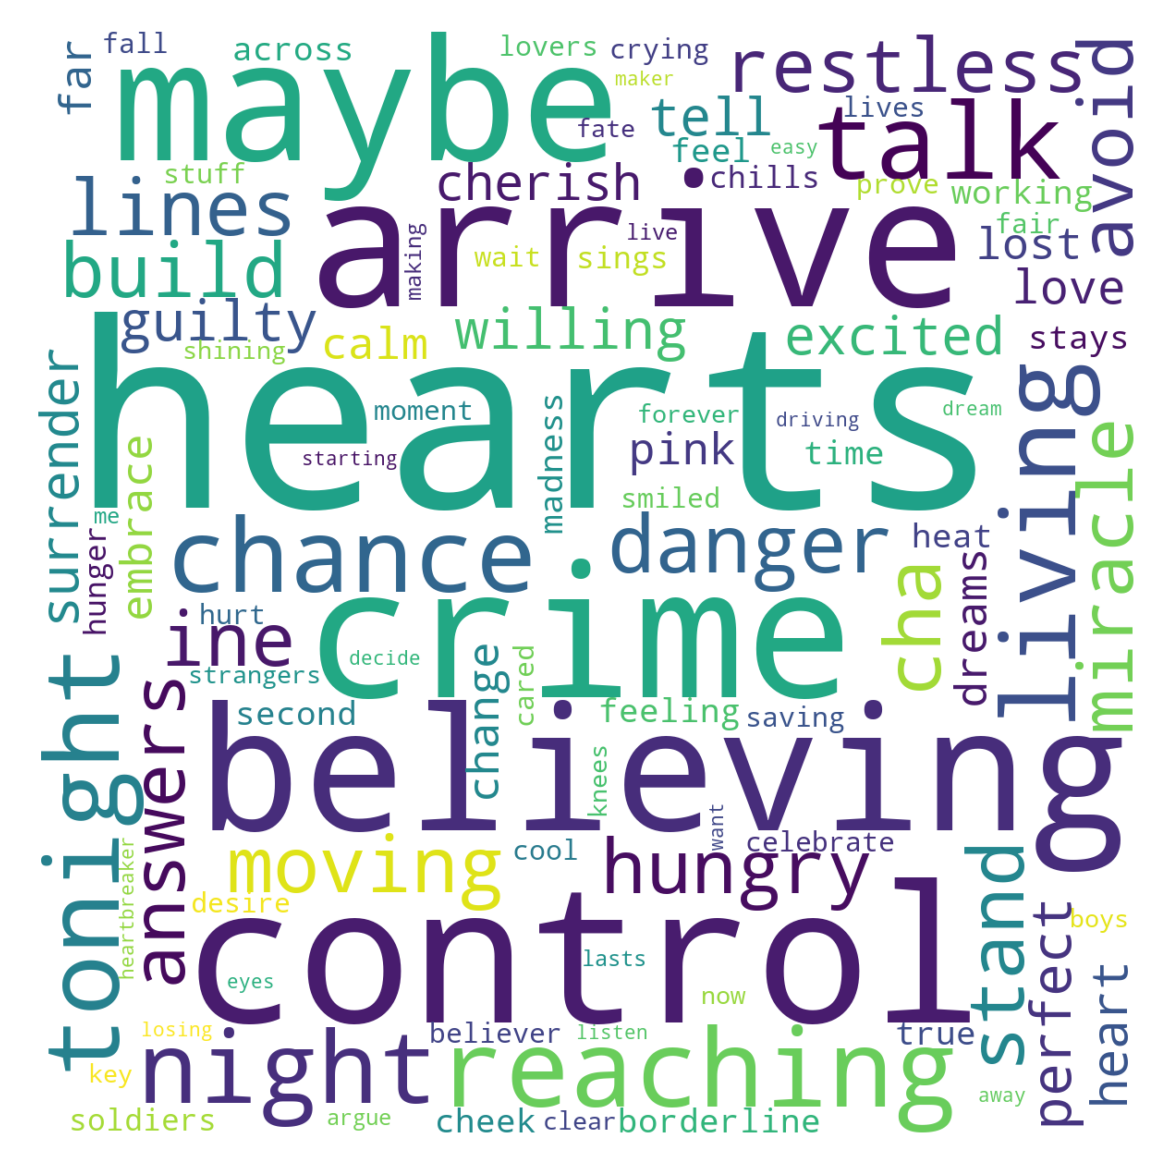 fall
across
lovers
crying
restless
far
maybe
maker
avoid
fate
tell
lives
talk
feel
easy
stuff
cherish
chills
prove
working
lines
arrive
fair
lost
build
making
live
wait
sings
love
guilty
willing
excited
stays
shining
calm
hearts
surrender
moment
forever
driving
dream
living
starting
madness
pink
time
miracle
me
embrace
smiled
hunger
chance
danger
heat
crime
cha
dreams
hurt
ine
strangers
decide
change
cared
tonight
answers
second
feeling
saving
believing
knees
want
celebrate
heartbreaker
moving
cool
hungry
stand
desire
control
perfect
boys
eyes
lasts
now
heart
losing
night
believer
listen
true
reaching
key
away
soldiers
argue
cheek
clear
borderline